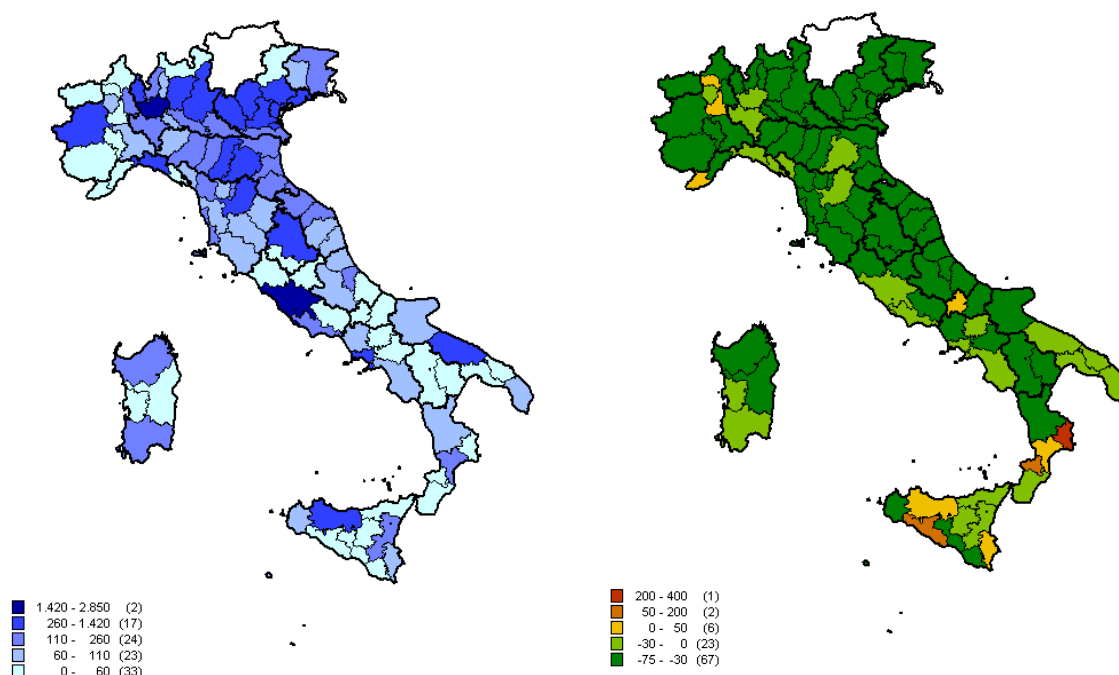 1.420 - 2.850 (2)
260 - 1.420 (17)
110 - 260 (24)
60 - 110 (23)
0 - 60 (33)
200 - 400 (1)
50 - 200 (2)
0 - 50 (6)
-30 - 0 (23)
-75 - -30 (67)